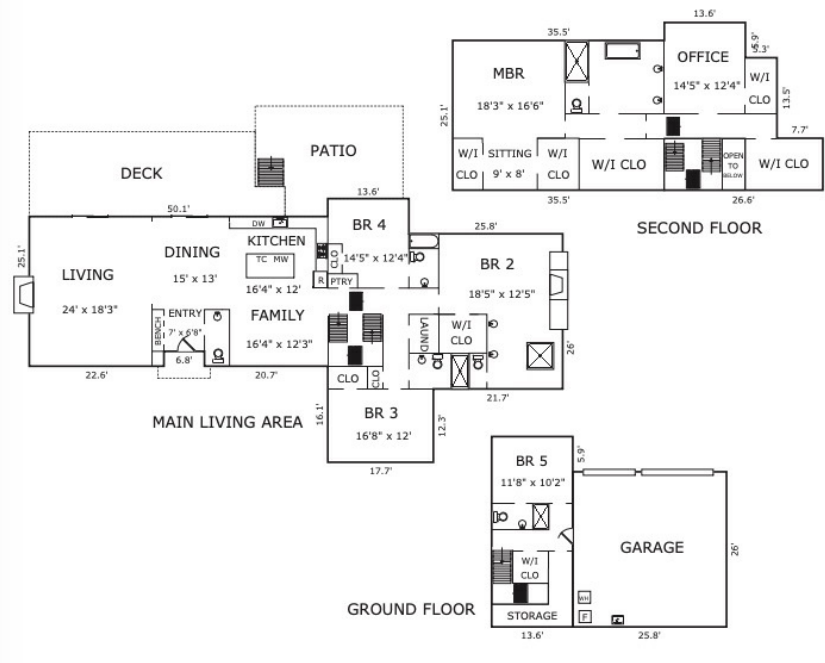 13.6'
35.5'
5.9'
5.3'
OFFICE
14'5" x 12'4"
MBR
18'3" x 16'6"
W/I
CLO
13.5'
25.1'
7.7'
W/I
CLO
SITTING
9' x 8'
W/I
CLO
W/I CLO
OPEN
TO
BELOW
W/I CLO
35.5'
26.6'
SECOND FLOOR
PATIO
DECK
13.6'
50.1'
DW
25.8'
BR 4
14'5" x 12'4"
KITCHEN
TC MW
16'4" x 12'
CLO
R
PTRY
DINING
15' x 13'
25.1'
LIVING
24' x 18'3"
BR 2
18'5" x 12'5"
ENTRY
7' x 6'8"
BENCH
FAMILY
16'4" x 12'3"
LAUND
W/I
CLO
26'
6.8'
22.6'
20.7'
CLO
CLO
21.7'
MAIN LIVING AREA
16.1'
BR 3
16'8" x 12'
12.3'
17.7'
BR 5
11'8" x 10'2"
5.9'
GARAGE
26'
W/I
CLO
WH
F
STORAGE
GROUND FLOOR
13.6'
25.8'